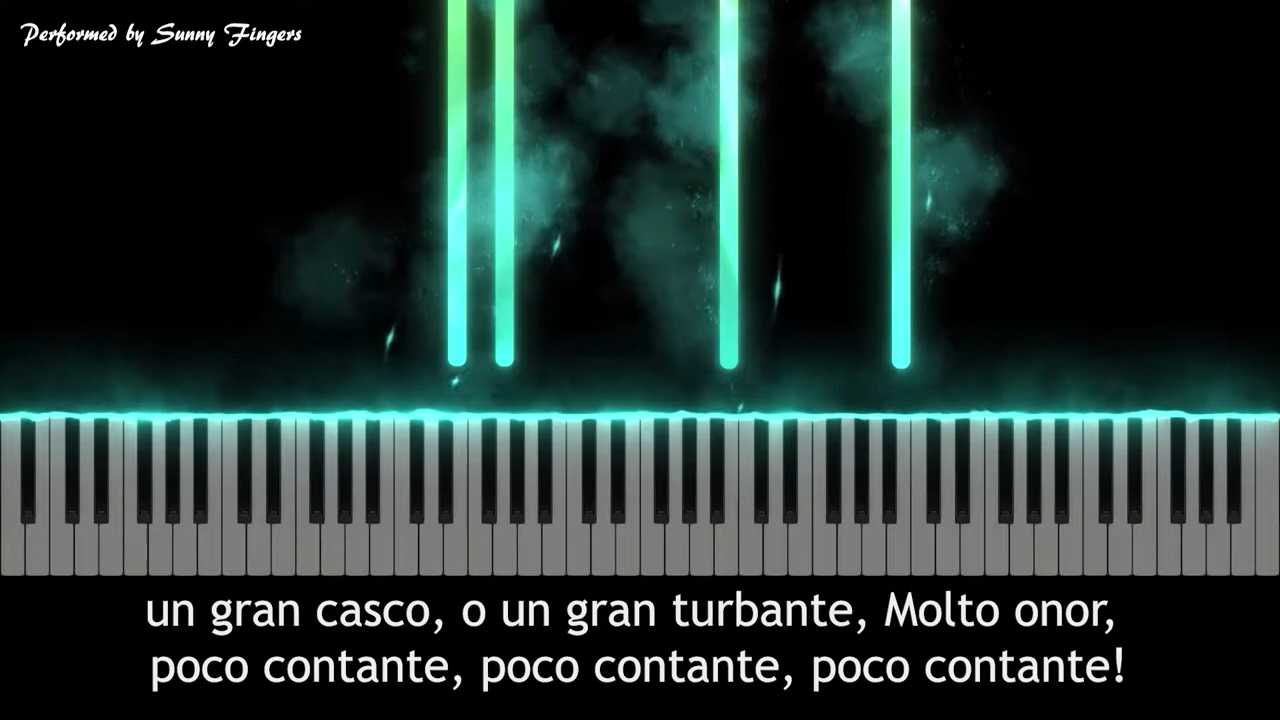 Performed by Sunny Fingers
un gran casco, o un gran turbante, Molto onor,
poco contante, poco contante, poco contante!